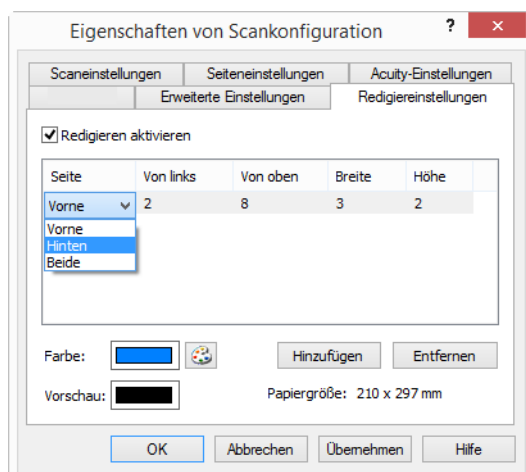 Eigenschaften von Scankonfiguration ? ×
Scaneinstellungen Seiteneinstellungen Acuity-Einstellungen
Erweiterte Einstellungen Redigiereinstellungen
Redigieren aktivieren
Seite Von links Von oben Breite Höhe
Vorne 2 8 3 2
Vorne
Hinten
Beide
Farbe: Hinzufügen Entfernen
Vorschau: Papiergröße: 210 x 297 mm
OK Abbrechen Übernehmen Hilfe